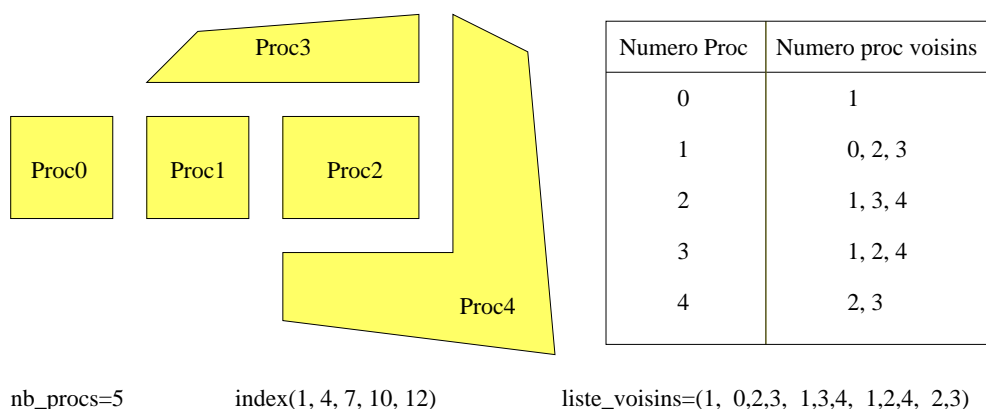 Proc3
Proc0
Proc1
Proc2
Proc4
Numero Proc Numero proc voisins
0 1
1 0, 2, 3
2 1, 3, 4
3 1, 2, 4
4 2, 3
nb_procs=5 index(1, 4, 7, 10, 12) liste_voisins=(1, 0,2,3, 1,3,4, 1,2,4, 2,3)